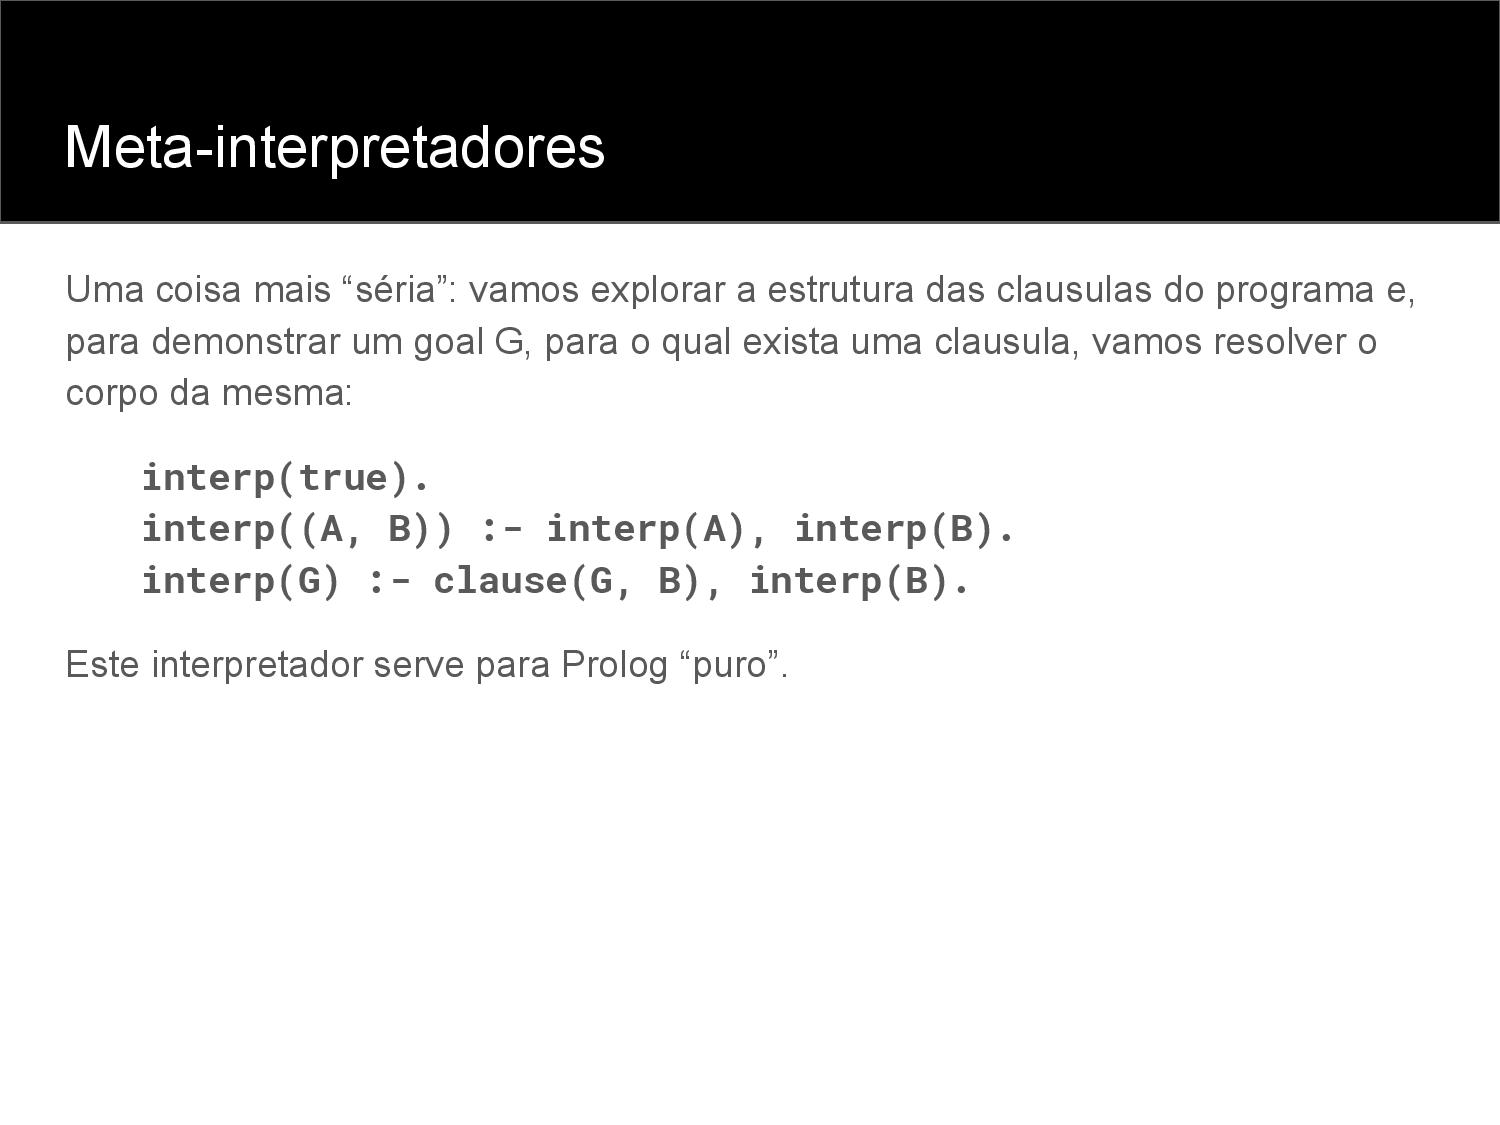 Meta-interpretadores
Uma coisa mais “séria”: vamos explorar a estrutura das clausulas do programa e,
para demonstrar um goal G, para o qual exista uma clausula, vamos resolver o
corpo da mesma:
interp(true).
interp((A, B)) :- interp(A), interp(B).
interp(G) :- clause(G, B), interp(B).
Este interpretador serve para Prolog “puro”.